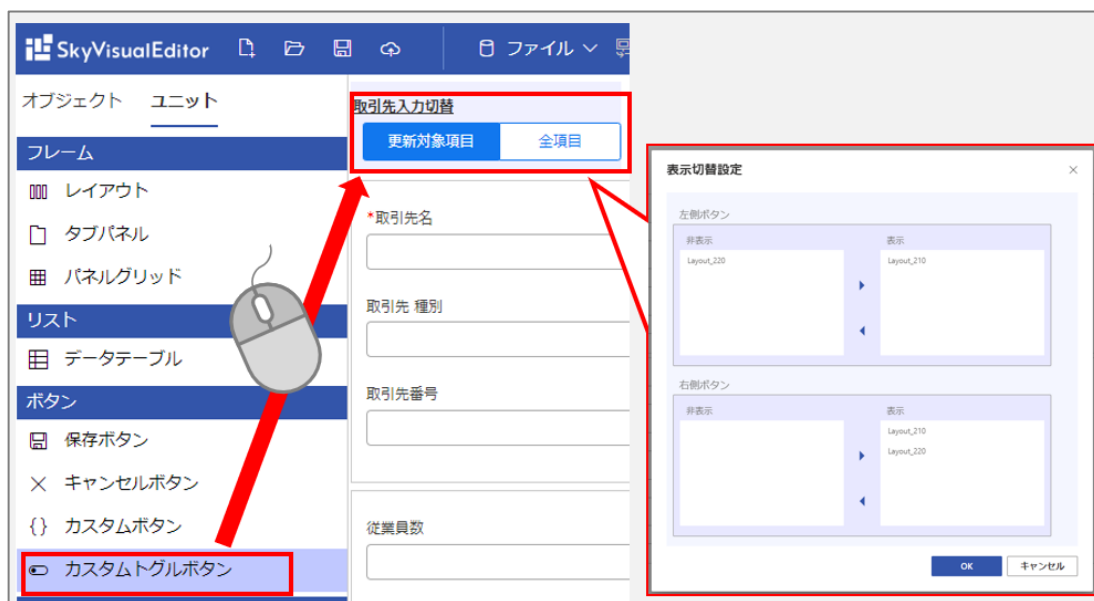 SkyVisualEditor
ファイル
オブジェクト ユニット
フレーム
レイアウト
タブパネル
パネルグリッド
リスト
データテーブル
ボタン
保存ボタン
キャンセルボタン
{} カスタムボタン
カスタムトグルボタン
取引先入力切替
更新対象項目 全項目
*取引先名
取引先 種別
取引先番号
従業員数
表示切替設定
左側ボタン
非表示 表示
Layout_220 Layout_210
右側ボタン
非表示 表示
Layout_210
Layout_220
OK キャンセル